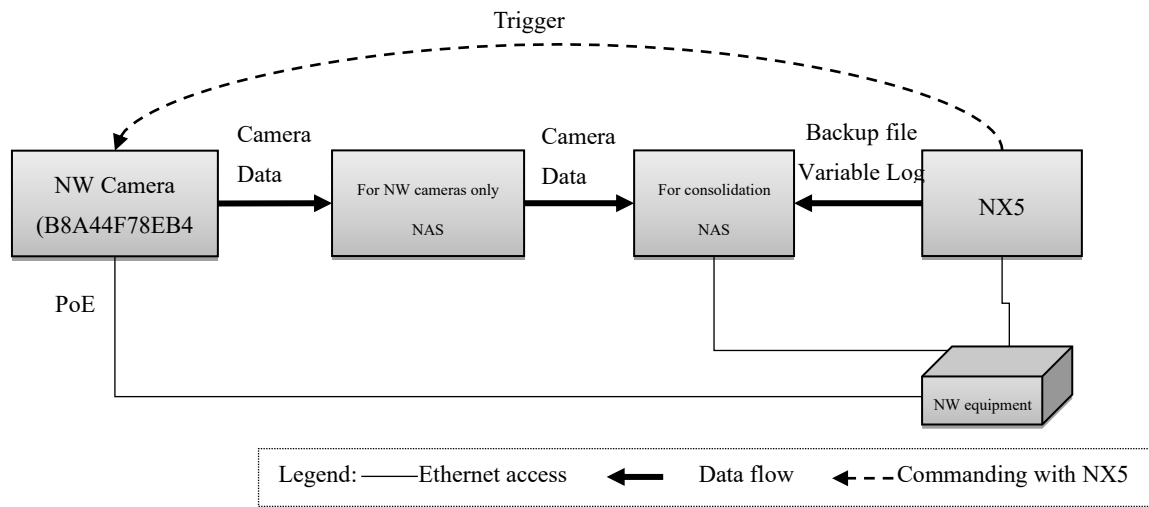 Trigger
Camera
Data
Camera
Data
Backup file
Variable Log
NW Camera
(B8A44F78EB4
For NW cameras only
NAS
For consolidation
NAS
NX5
PoE
NW equipment
Legend: Ethernet access Data flow Commanding with NX5